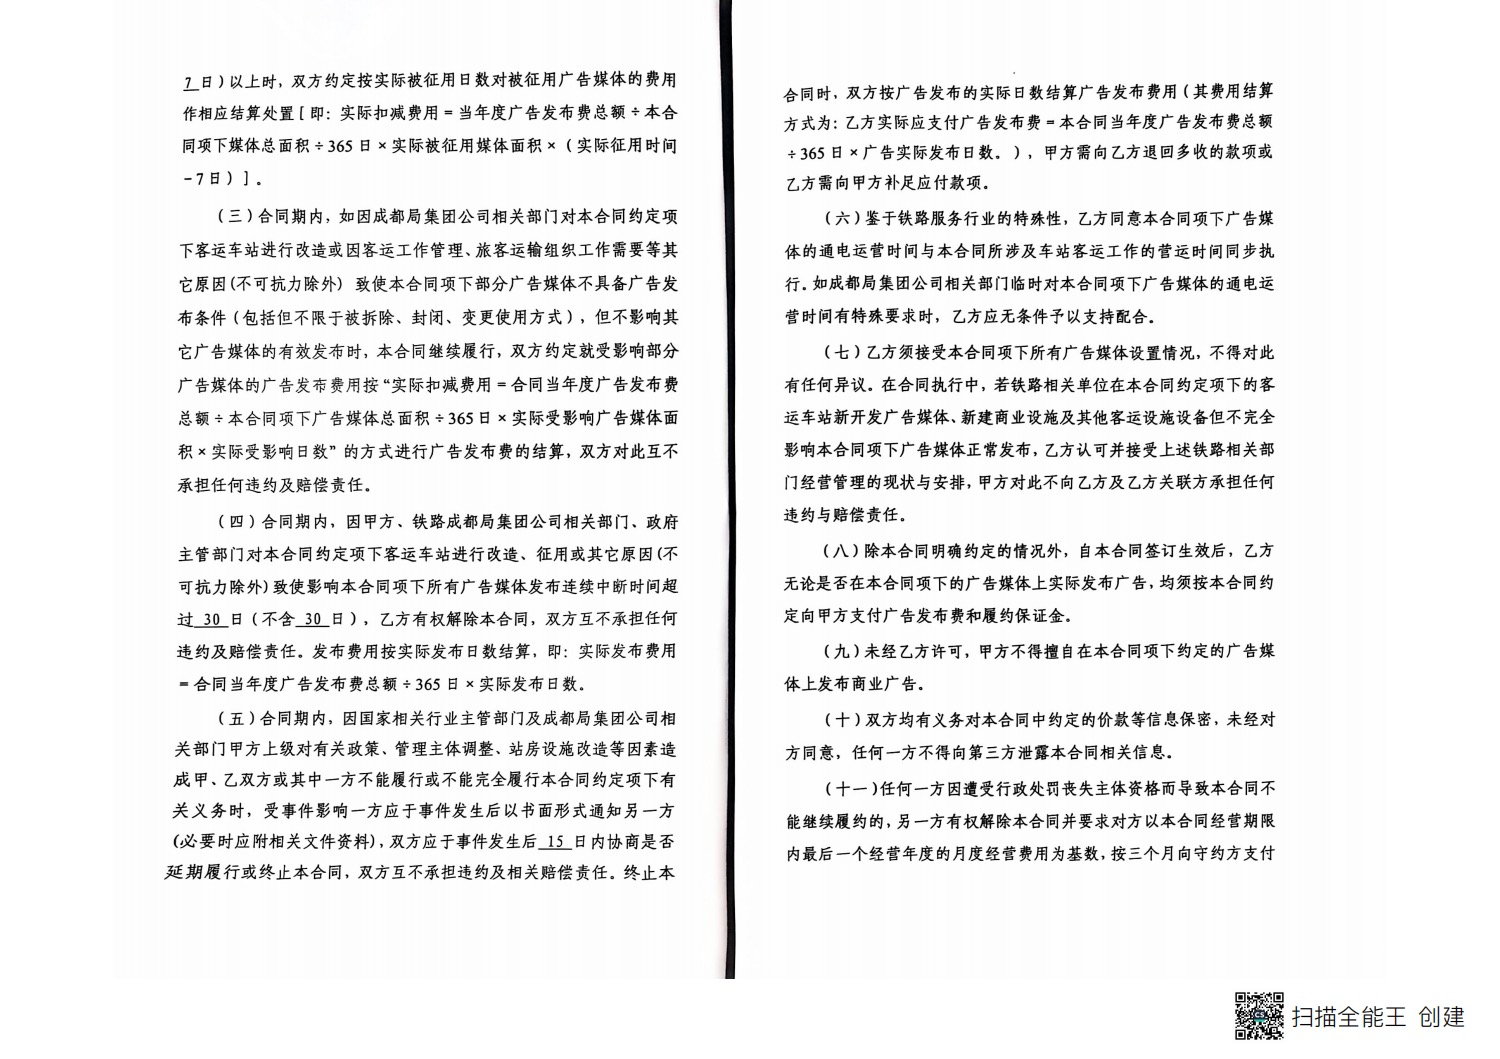 7 日）以上时，双方约定按实际被征用日数对被征用广告媒体的费用
作相应结算处置［即：实际扣减费用＝当年度广告发布费总额÷本合
同项下媒体总面积÷365 日×实际被征用媒体面积×（实际征用时间
-7 日）］。
（三）合同期内，如因成都局集团公司相关部门对本合同约定项
下客运车站进行改造或因客运工作管理、旅客运输组织工作需要等其
它原因(不可抗力除外) 致使本合同项下部分广告媒体不具备广告发
布条件（包括但不限于被拆除、封闭、变更使用方式），但不影响其
它广告媒体的有效发布时，本合同继续履行，双方约定就受影响部分
广告媒体的广告发布费用按“实际扣减费用＝合同当年度广告发布费
总额÷本合同项下广告媒体总面积÷365 日×实际受影响广告媒体面
积×实际受影响日数”的方式进行广告发布费的结算，双方对此互不
承担任何违约及赔偿责任。
（四）合同期内，因甲方、铁路成都局集团公司相关部门、政府
主管部门对本合同约定项下客运车站进行改造、征用或其它原因(不
可抗力除外)致使影响本合同项下所有广告媒体发布连续中断时间超
过 30 日（不含 30 日），乙方有权解除本合同，双方互不承担任何
违约及赔偿责任。发布费用按实际发布日数结算，即：实际发布费用
＝合同当年度广告发布费总额÷365 日×实际发布日数。
（五）合同期内，因国家相关行业主管部门及成都局集团公司相
关部门甲方上级对有关政策、管理主体调整、站房设施改造等因素造
成甲、乙双方或其中一方不能履行或不能完全履行本合同约定项下有
关义务时，受事件影响一方应于事件发生后以书面形式通知另一方
(必要时应附相关文件资料)，双方应于事件发生后 15 日内协商是否
延期履行或终止本合同，双方互不承担违约及相关赔偿责任。终止本
合同时，双方按广告发布的实际日数结算广告发布费用（其费用结算
方式为：乙方实际应支付广告发布费＝本合同当年度广告发布费总额
÷365 日×广告实际发布日数。），甲方需向乙方退回多收的款项或
乙方需向甲方补足应付款项。
（六）鉴于铁路服务行业的特殊性，乙方同意本合同项下广告媒
体的通电运营时间与本合同所涉及车站客运工作的营运时间同步执
行。如成都局集团公司相关部门临时对本合同项下广告媒体的通电运
营时间有特殊要求时，乙方应无条件予以支持配合。
（七）乙方须接受本合同项下所有广告媒体设置情况，不得对此
有任何异议。在合同执行中，若铁路相关单位在本合同约定项下的客
运车站新开发广告媒体、新建商业设施及其他客运设施设备但不完全
影响本合同项下广告媒体正常发布，乙方认可并接受上述铁路相关部
门经营管理的现状与安排，甲方对此不向乙方及乙方关联方承担任何
违约与赔偿责任。
（八）除本合同明确约定的情况外，自本合同签订生效后，乙方
无论是否在本合同项下的广告媒体上实际发布广告，均须按本合同约
定向甲方支付广告发布费和履约保证金。
（九）未经乙方许可，甲方不得擅自在本合同项下约定的广告媒
体上发布商业广告。
（十）双方均有义务对本合同中约定的价款等信息保密，未经对
方同意，任何一方不得向第三方泄露本合同相关信息。
（十一)任何一方因遭受行政处罚丧失主体资格而导致本合同不
能继续履约的，另一方有权解除本合同并要求对方以本合同经营期限
内最后一个经营年度的月度经营费用为基数，按三个月向守约方支付
扫描全能王 创建